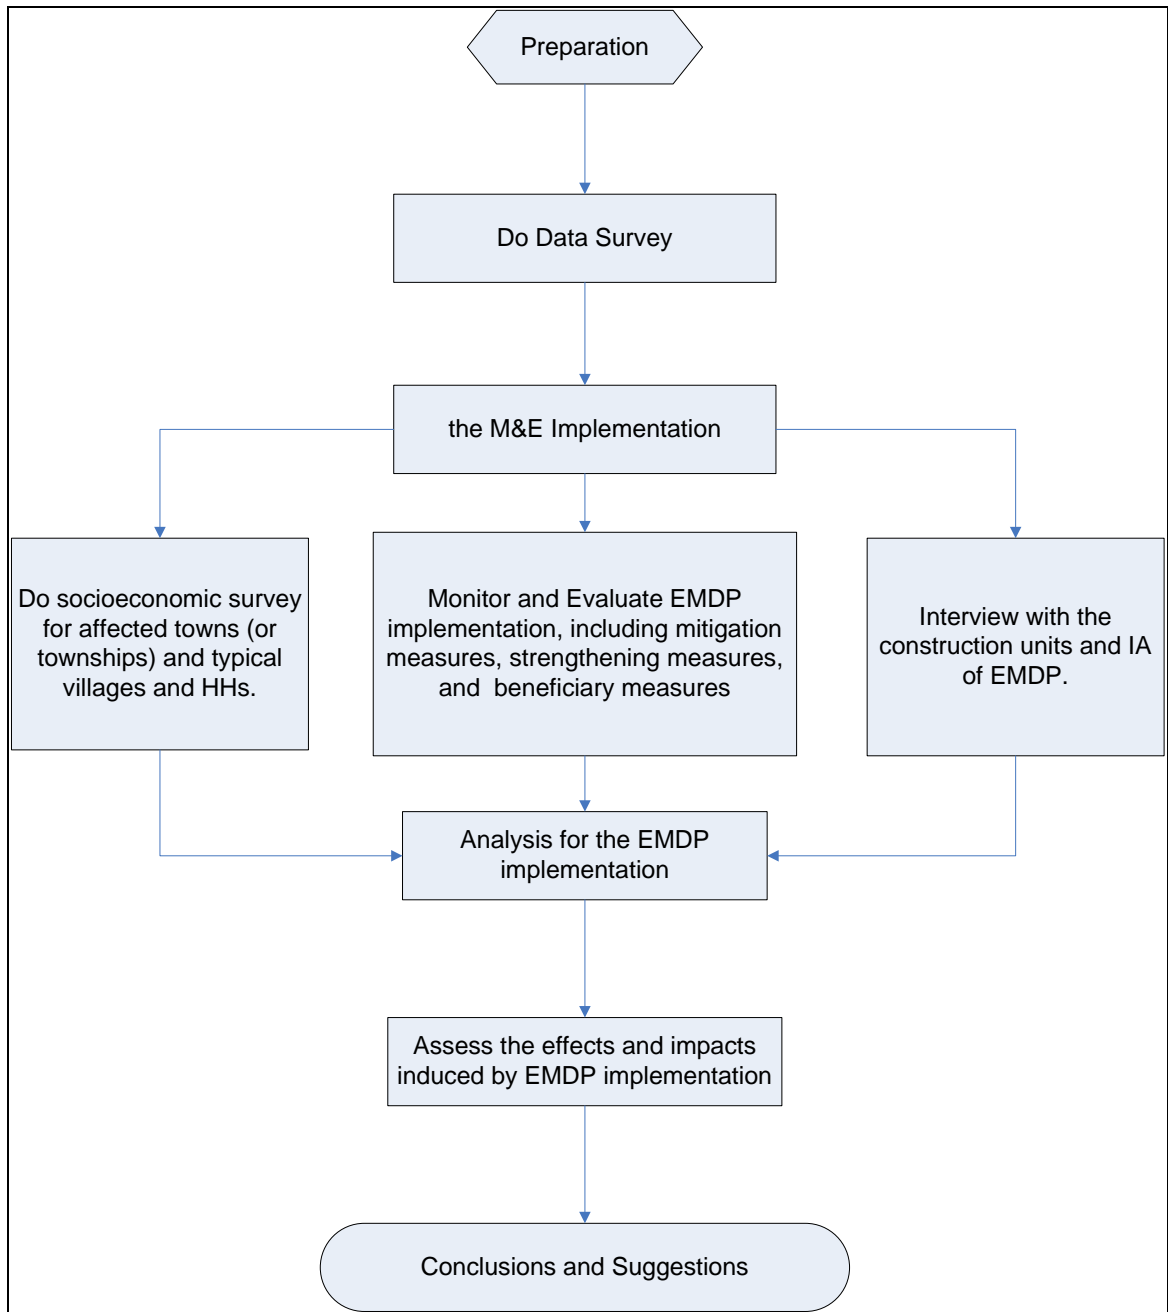 Preparation
Do Data Survey
the M&E Implementation
Do socioeconomic survey
for affected towns (or
townships) and typical
villages and HHs.
Monitor and Evaluate EMDP
implementation, including mitigation
measures, strengthening measures,
and beneficiary measures
Interview with the
construction units and IA
of EMDP.
Analysis for the EMDP
implementation
Assess the effects and impacts
induced by EMDP implementation
Conclusions and Suggestions